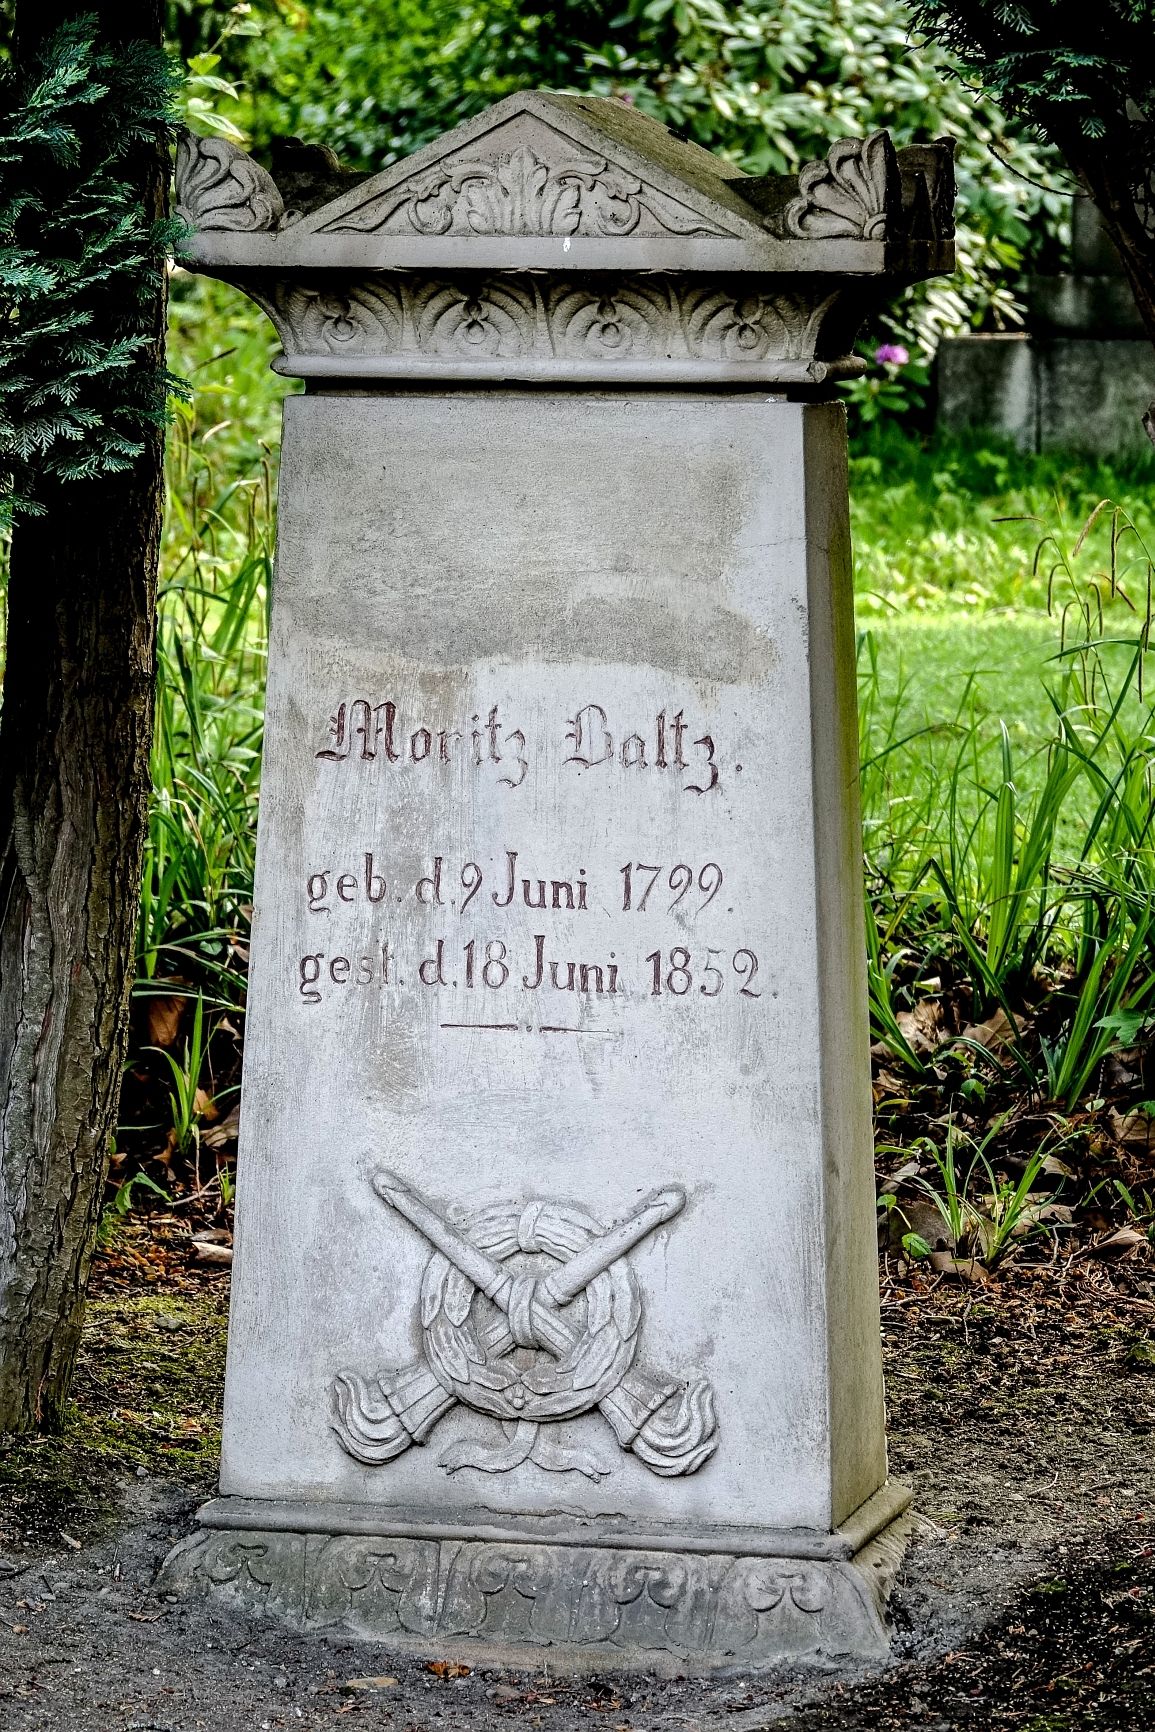 Moritz Baltz.
geb. d. 9 Juni 1799.
gest. d. 18 Juni 1852.